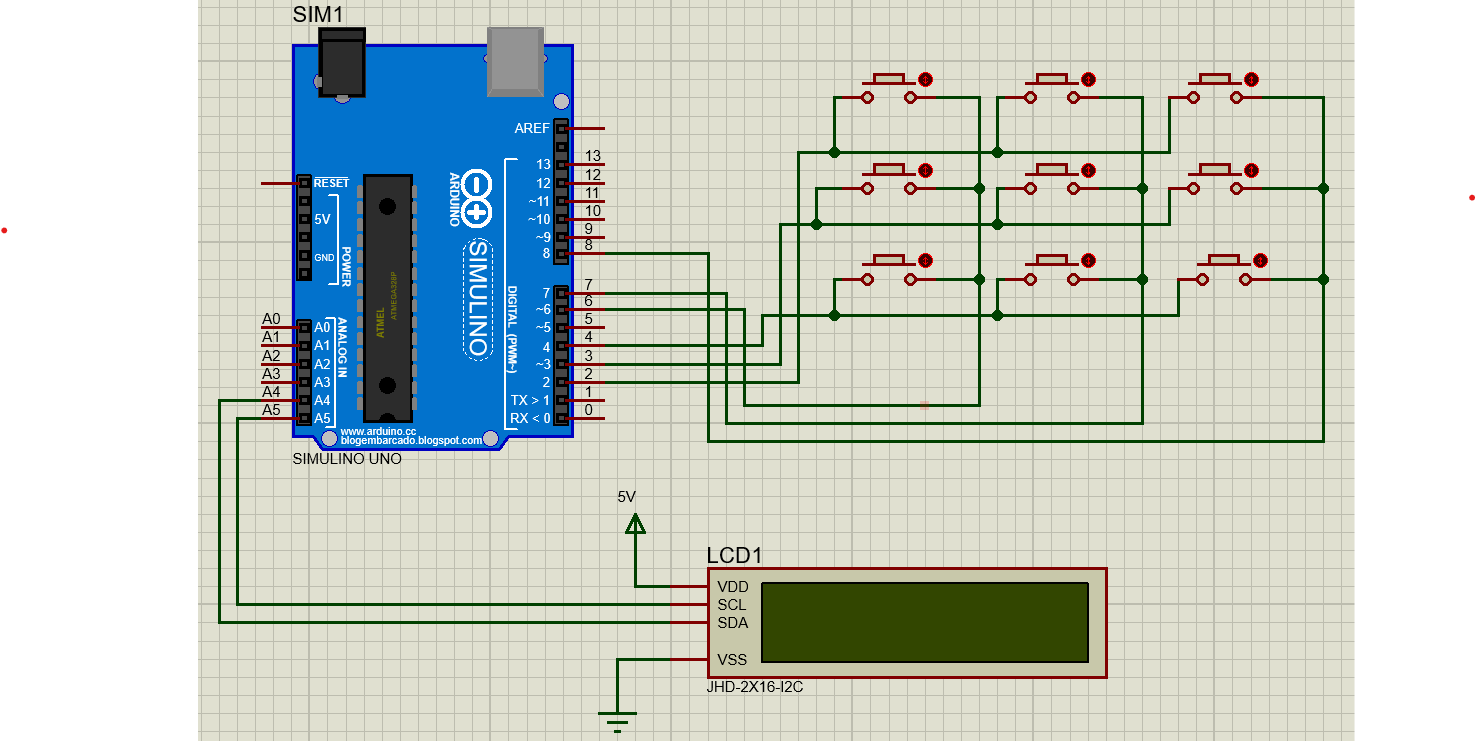 SIM1
AREF
13
13
12
12
~11
11
~10
10
~9
9
8
8
7
7
~6
6
~5
5
4
4
~3
3
2
2
TX > 1
1
RX < 0
0
RESET
5V
GND
POWER
A0
A0
A1
A1
A2
A2
A3
A3
A4
A4
A5
A5
ANALOG IN
ATMEL
ATMEGA328P
ARDUINO
SIMULINO
DIGITAL (PWM~)
www.arduino.cc
blogembarcado.blogspot.com
SIMULINO UNO
5V
LCD1
VDD
SCL
SDA
VSS
JHD-2X16-I2C